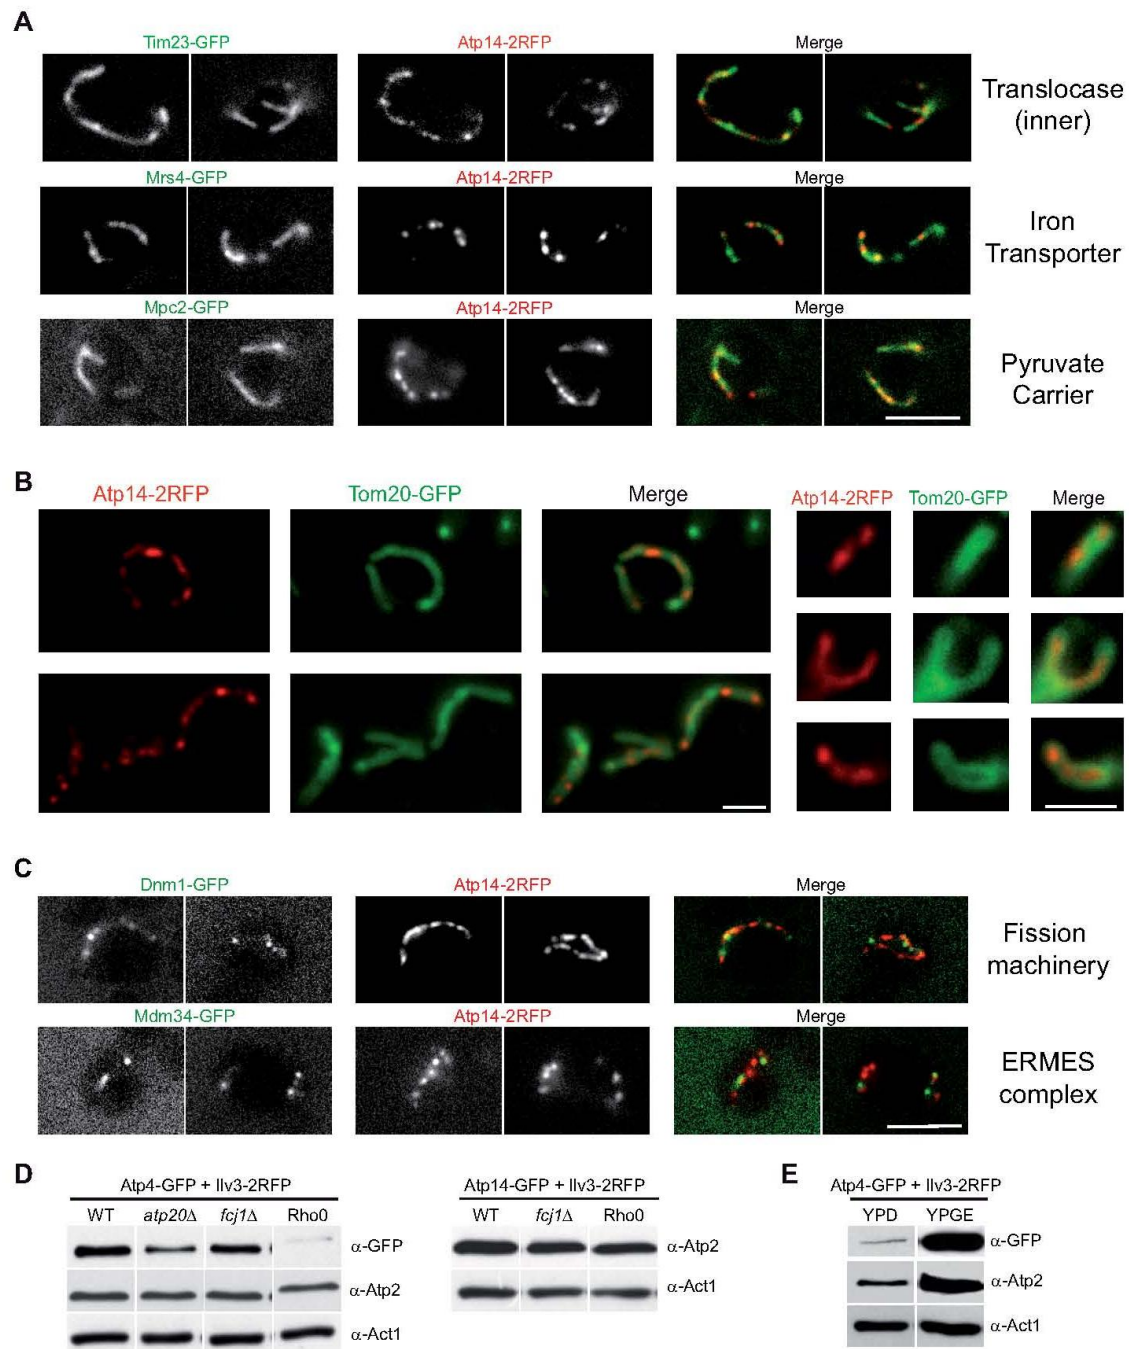 A
Tim23-GFP Atp14-2RFP Merge
Translocase
(inner)
Mrs4-GFP Atp14-2RFP Merge
Iron
Transporter
Mpc2-GFP Atp14-2RFP Merge
Pyruvate
Carrier
B
Atp14-2RFP Tom20-GFP Merge Atp14-2RFP Tom20-GFP Merge
C
Dnm1-GFP Atp14-2RFP Merge
Fission
machinery
Mdm34-GFP Atp14-2RFP Merge
ERMES
complex
D
Atp4-GFP + Ilv3-2RFP
WT atp20Δ fcj1Δ Rho0
α-GFP
α-Atp2
α-Act1
Atp14-GFP + Ilv3-2RFP
WT fcj1Δ Rho0
α-Atp2
α-Act1
E
Atp4-GFP + Ilv3-2RFP
YPD YPGE
α-GFP
α-Atp2
α-Act1